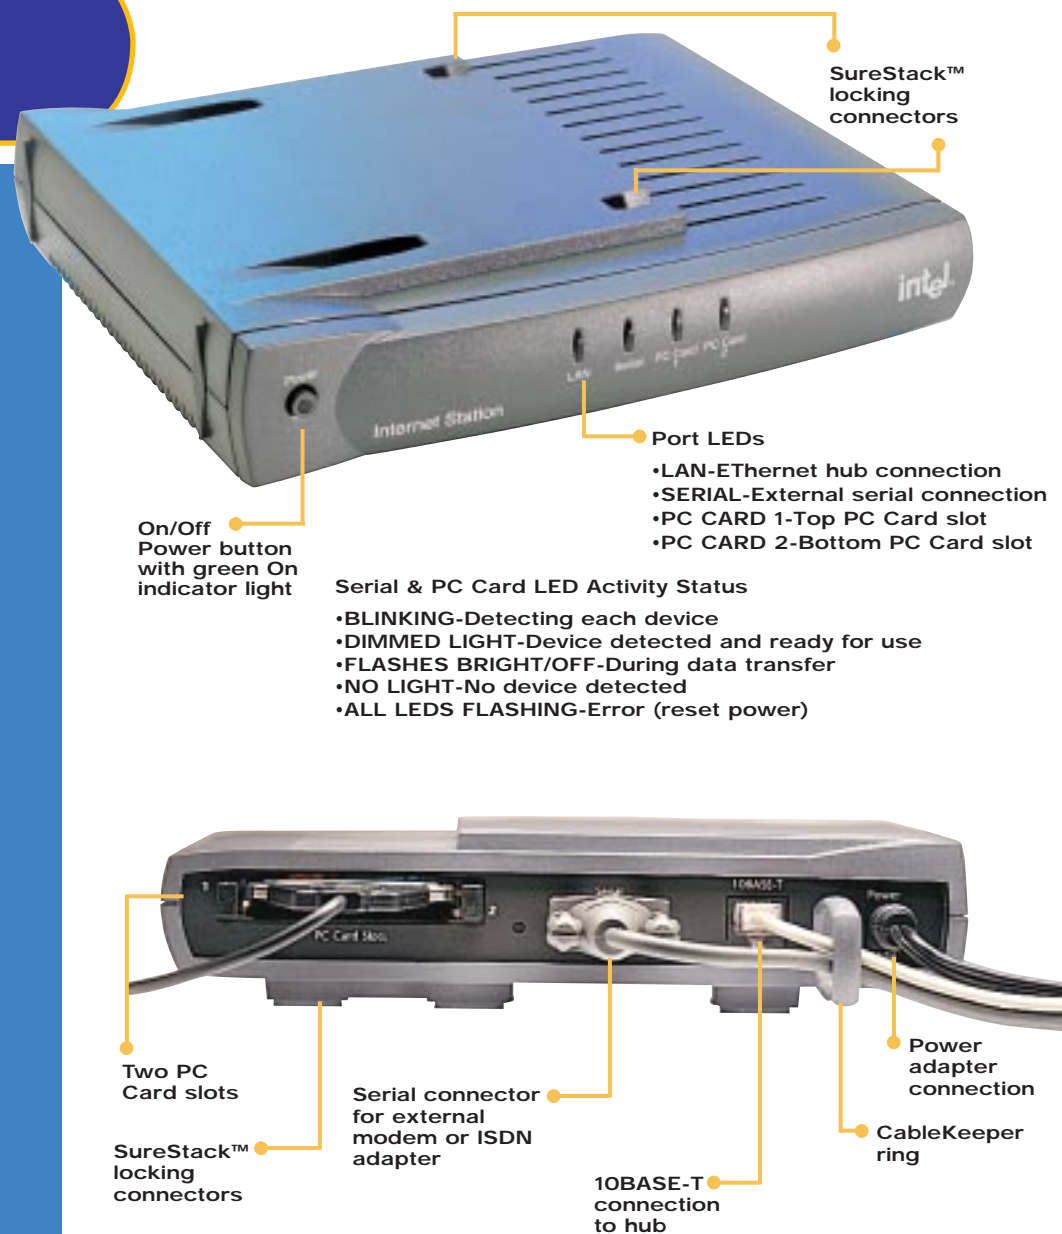 SureStack™
locking
connectors
intel
Power
LAN
Serial
PC Card
1
PC Card
2
Internet Station
Port LEDs
•LAN-EThernet hub connection
•SERIAL-External serial connection
•PC CARD 1-Top PC Card slot
•PC CARD 2-Bottom PC Card slot
On/Off
Power button
with green On
indicator light
Serial & PC Card LED Activity Status
•BLINKING-Detecting each device
•DIMMED LIGHT-Device detected and ready for use
•FLASHES BRIGHT/OFF-During data transfer
•NO LIGHT-No device detected
•ALL LEDS FLASHING-Error (reset power)
1
2
PC Card Slots
Serial
10BASE-T
Power
Two PC
Card slots
SureStack™
locking
connectors
Serial connector
for external
modem or ISDN
adapter
10BASE-T
connection
to hub
Power
adapter
connection
CableKeeper
ring